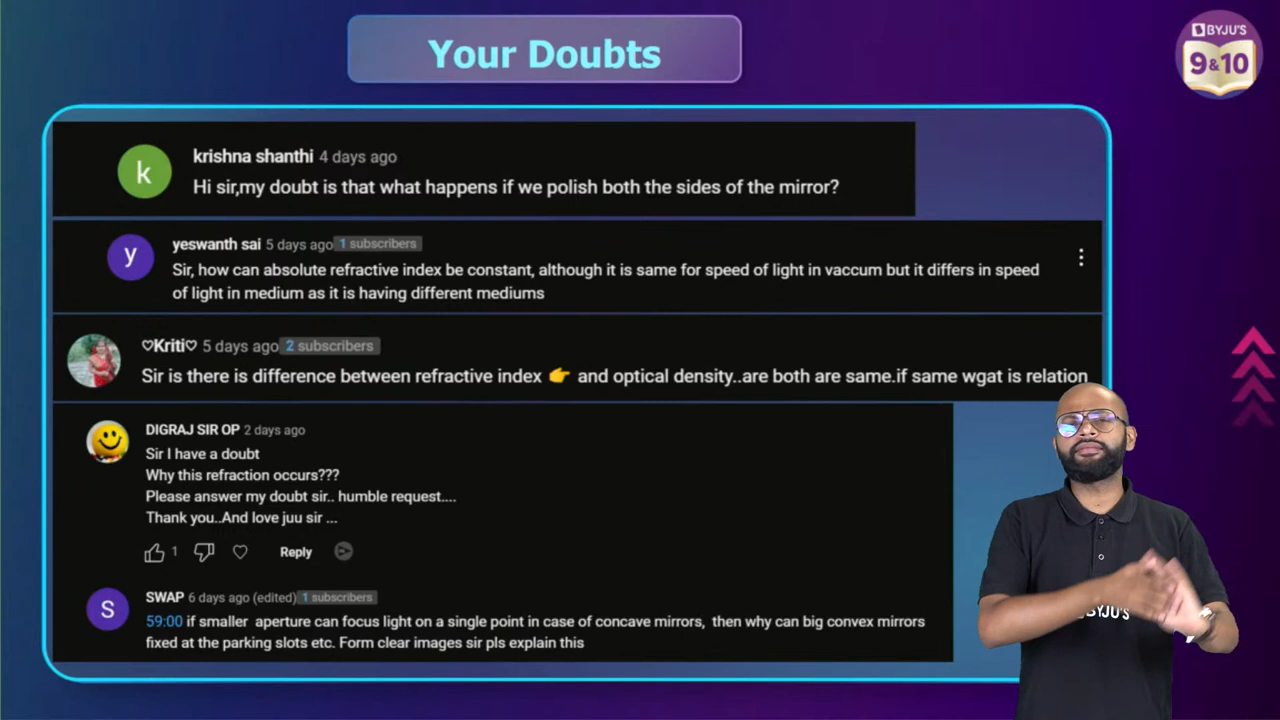 Your Doubts
BYJU'S
9&10
k
krishna shanthi 4 days ago
Hi sir,my doubt is that what happens if we polish both the sides of the mirror?
y
yeswanth sai 5 days ago 1 subscribers
Sir, how can absolute refractive index be constant, although it is same for speed of light in vaccum but it differs in speed
of light in medium as it is having different mediums
♡Kriti♡ 5 days ago 2 subscribers
Sir is there is difference between refractive index 👉 and optical density..are both are same.if same wgat is relation
DIGRAJ SIR OP 2 days ago
Sir I have a doubt
Why this refraction occurs???
Please answer my doubt sir.. humble request....
Thank you..And love juu sir ...
1 Reply
S
SWAP 6 days ago (edited) 1 subscribers
59:00 if smaller aperture can focus light on a single point in case of concave mirrors, then why can big convex mirrors
fixed at the parking slots etc. Form clear images sir pls explain this
BYJU'S